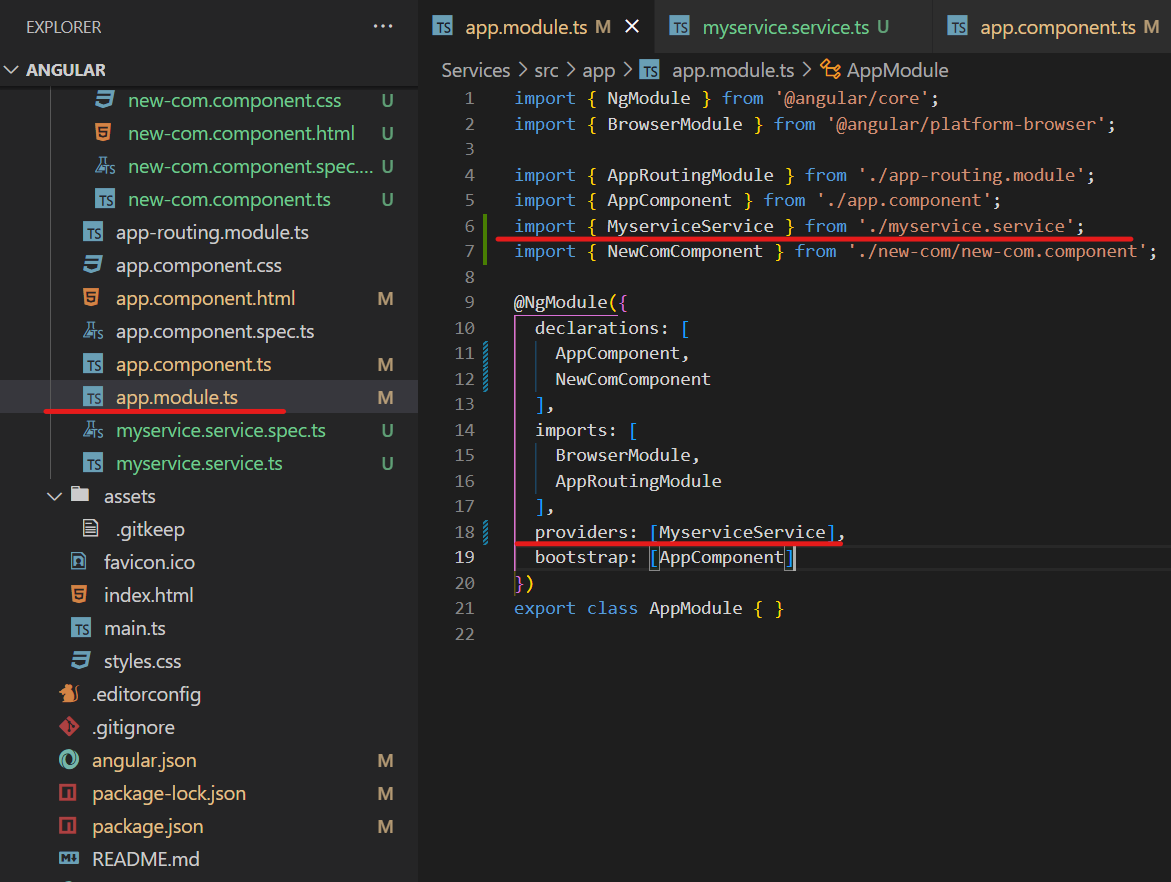 EXPLORER ...
ANGULAR
new-com.component.css U
new-com.component.html U
new-com.component.spec.... U
new-com.component.ts U
app-routing.module.ts
app.component.css
app.component.html M
app.component.spec.ts
app.component.ts M
app.module.ts M
myservice.service.spec.ts U
myservice.service.ts U
assets
.gitkeep
favicon.ico
index.html
main.ts
styles.css
.editorconfig
.gitignore
angular.json M
package-lock.json M
package.json M
README.md
TS app.module.ts M TS myservice.service.ts U TS app.component.ts M
Services > src > app > TS app.module.ts > AppModule
1 import { NgModule } from '@angular/core';
2 import { BrowserModule } from '@angular/platform-browser';
3
4 import { AppRoutingModule } from './app-routing.module';
5 import { AppComponent } from './app.component';
6 import { MyserviceService } from './myservice.service';
7 import { NewComComponent } from './new-com/new-com.component';
8
9 @NgModule({
10 declarations: [
11 AppComponent,
12 NewComComponent
13 ],
14 imports: [
15 BrowserModule,
16 AppRoutingModule
17 ],
18 providers: [MyserviceService],
19 bootstrap: [AppComponent]
20 })
21 export class AppModule { }
22